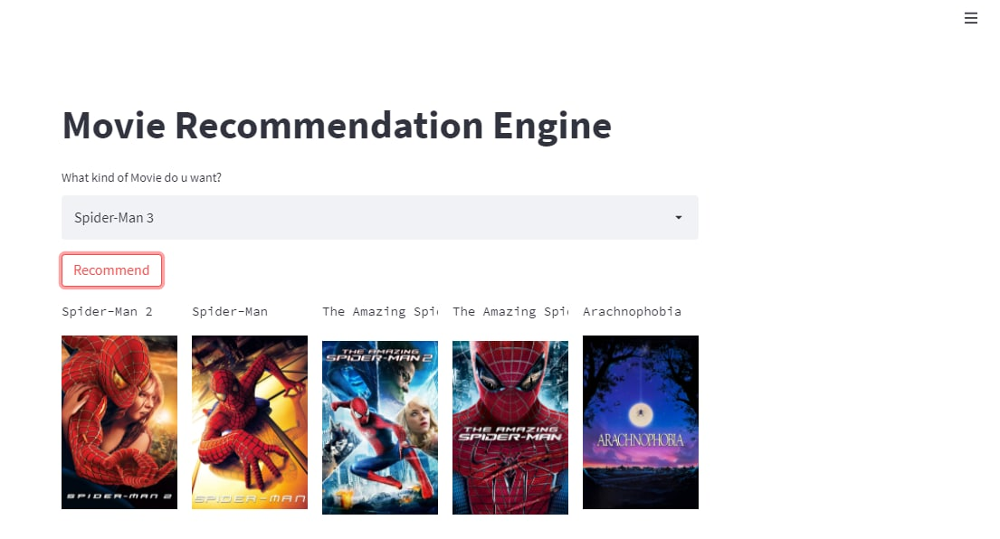 Movie Recommendation Engine
What kind of Movie do u want?
Spider-Man 3
Recommend
Spider-Man 2
Spider-Man
The Amazing Spi
The Amazing Spi
Arachnophobia
SPIDER-MAN 2
SPIDER-MAN
THE AMAZING
SPIDER-MAN 2
THE AMAZING
SPIDER-MAN
ARACHNOPHOBIA